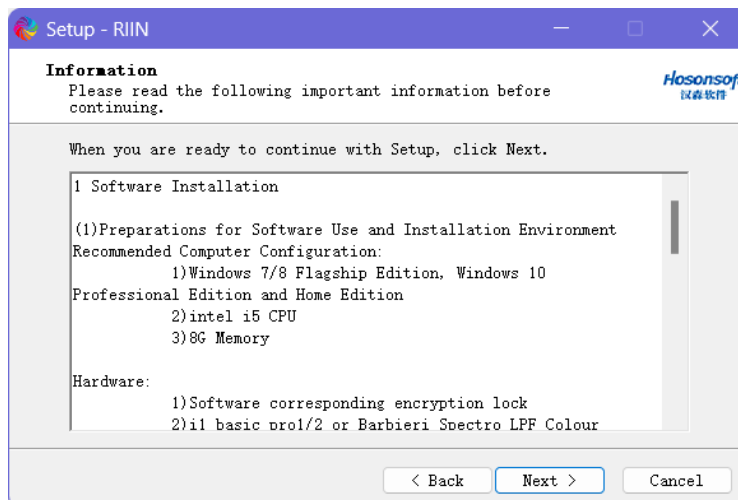 Setup - RIIN
Information
Please read the following important information before
continuing.
Hosonsof
汉森软件
When you are ready to continue with Setup, click Next.
1 Software Installation
(1)Preparations for Software Use and Installation Environment
Recommended Computer Configuration:
1)Windows 7/8 Flagship Edition, Windows 10
Professional Edition and Home Edition
2)intel i5 CPU
3)8G Memory
Hardware:
1)Software corresponding encryption lock
2)i1 basic pro1/2 or Barbieri Spectro LPF Colour
< Back
Next >
Cancel